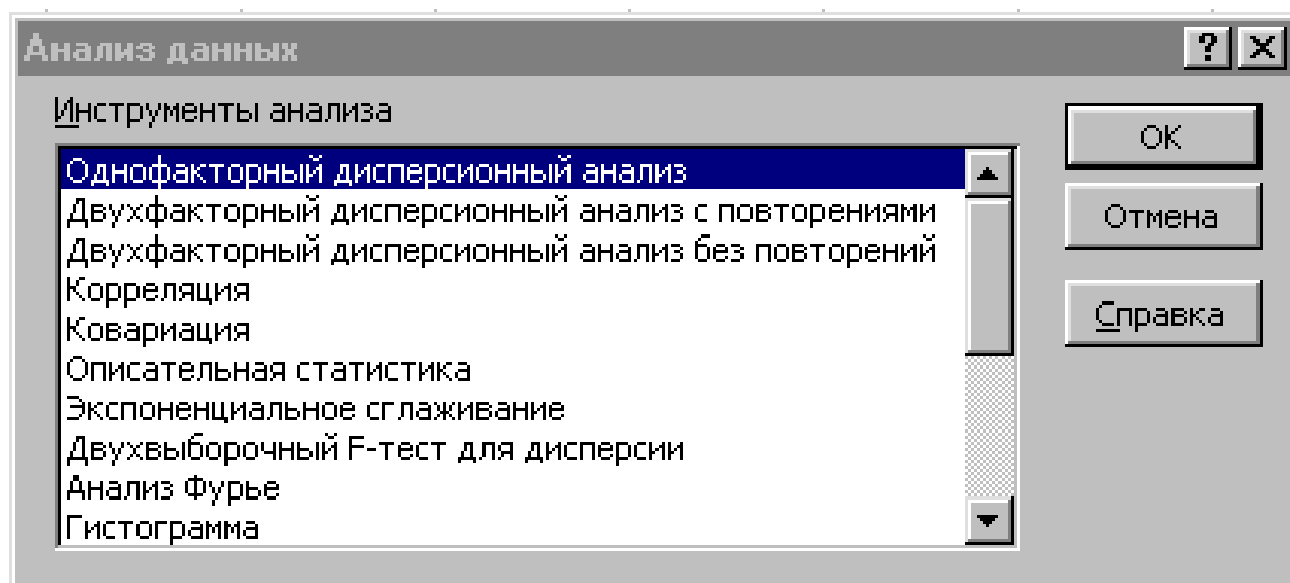 Анализ данных
Инструменты анализа
Однофакторный дисперсионный анализ
Двухфакторный дисперсионный анализ с повторениями
Двухфакторный дисперсионный анализ без повторений
Корреляция
Ковариация
Описательная статистика
Экспоненциальное сглаживание
Двухвыборочный F-тест для дисперсии
Анализ Фурье
Гистограмма
OK
Отмена
Справка